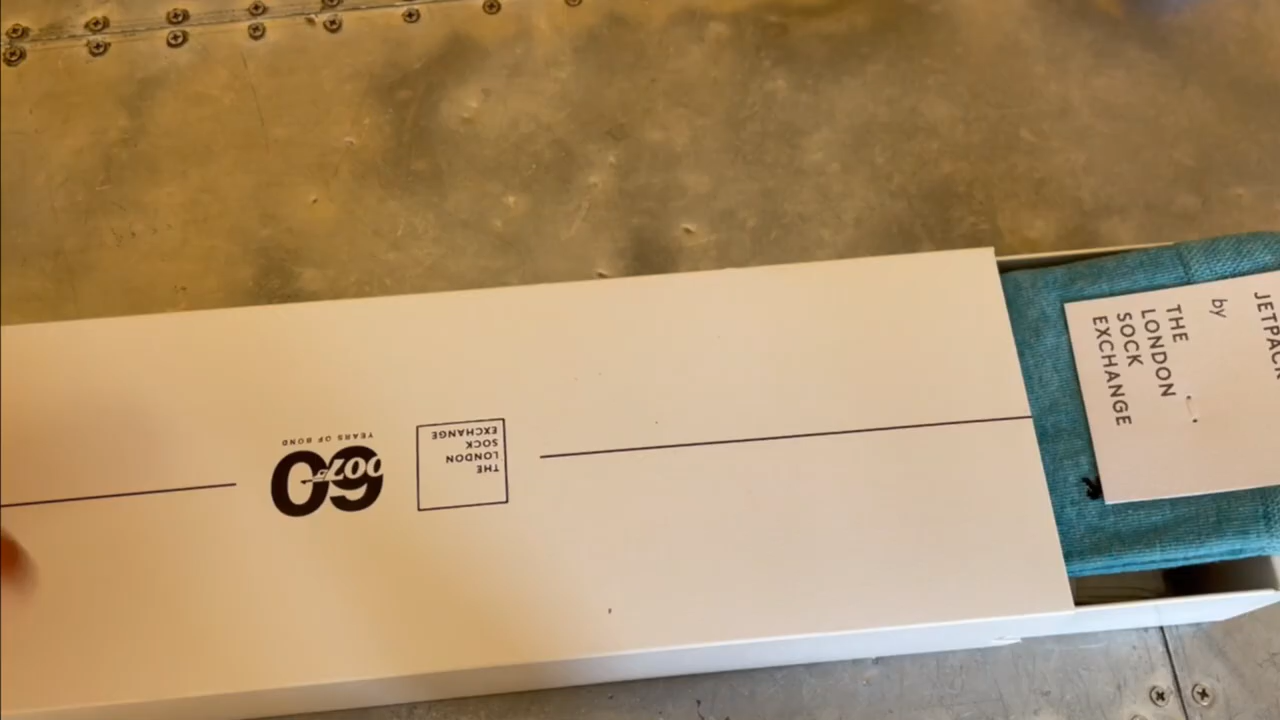 THE
LONDON
SOCK
EXCHANGE
60
007
YEARS OF BOND
JETPACK
by
THE
LONDON
SOCK
EXCHANGE